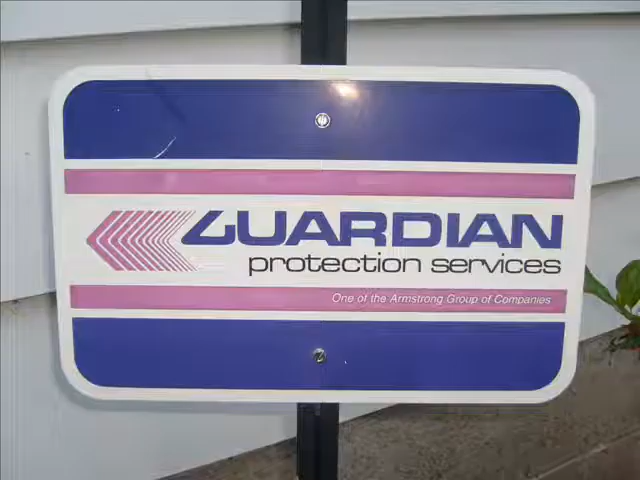 GUARDIAN
protection services
One of the Armstrong Group of Companies